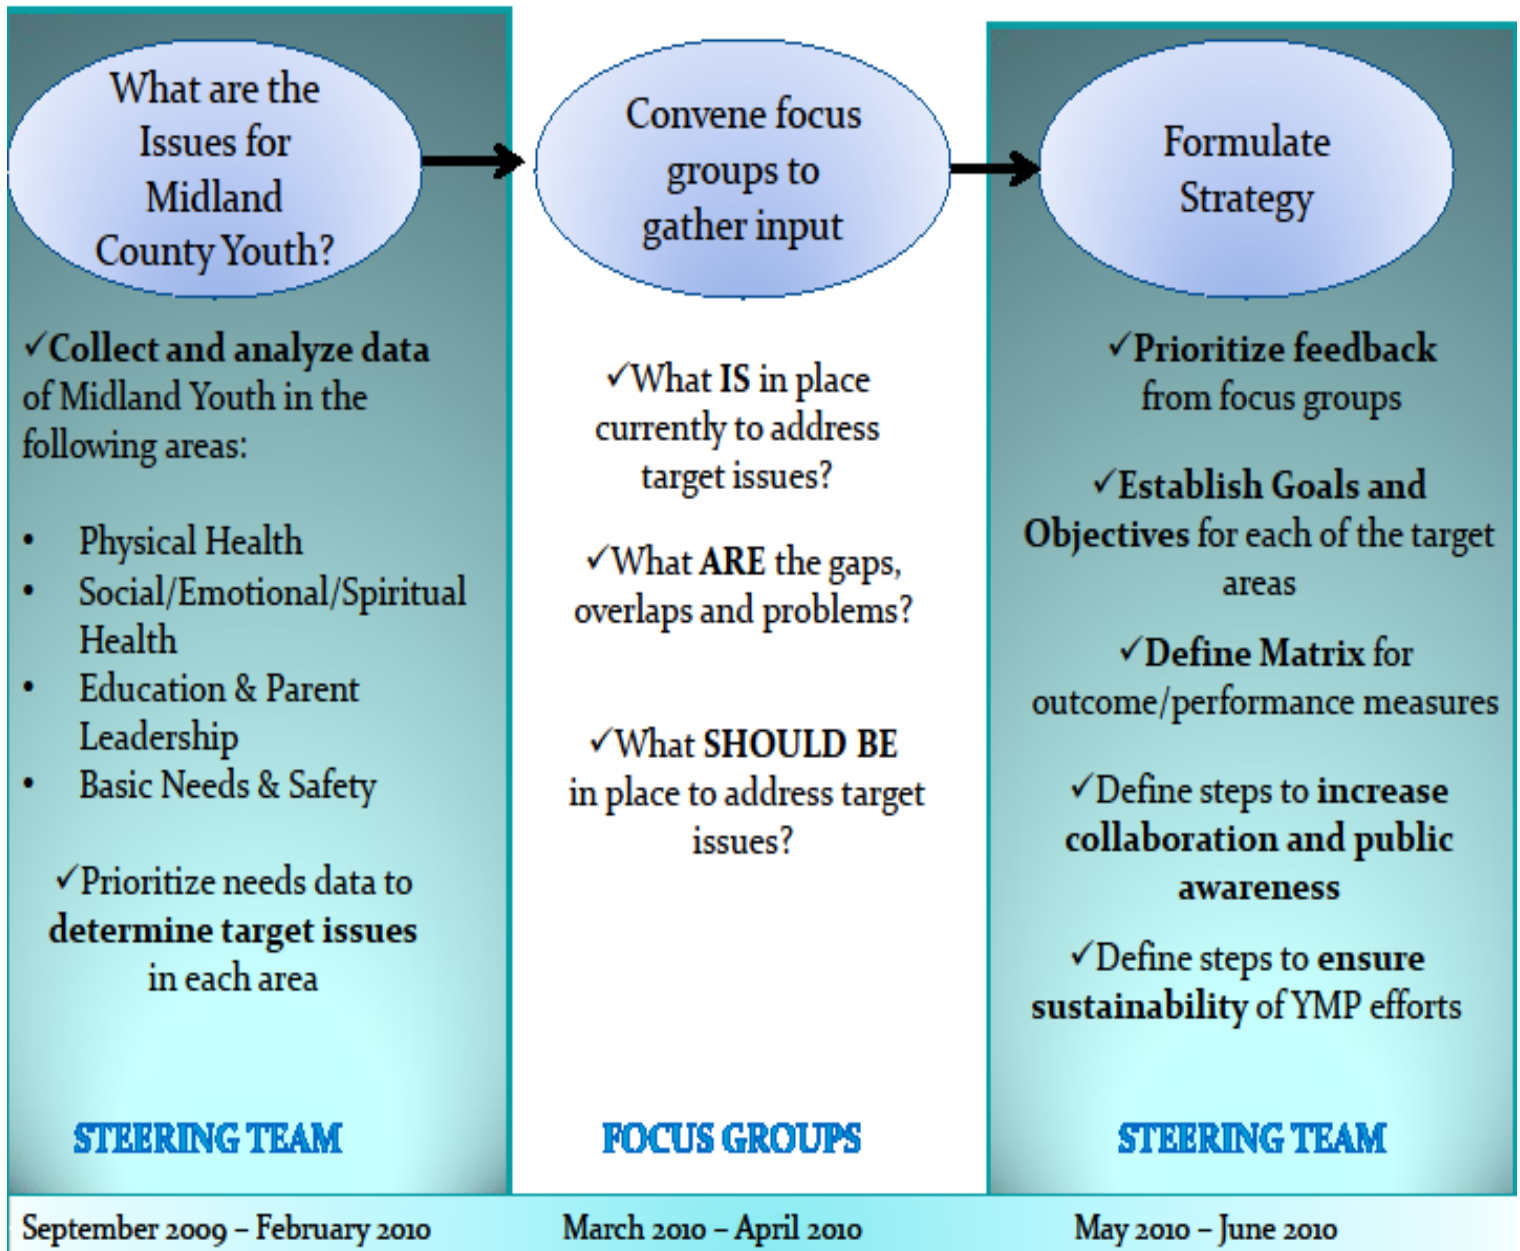 What are the
Issues for
Midland
County Youth?
✓Collect and analyze data
of Midland Youth in the
following areas:
• Physical Health
• Social/Emotional/Spiritual
Health
• Education & Parent
Leadership
• Basic Needs & Safety
✓Prioritize needs data to
determine target issues
in each area
STEERING TEAM
September 2009 – February 2010
Convene focus
groups to
gather input
✓What IS in place
currently to address
target issues?
✓What ARE the gaps,
overlaps and problems?
✓What SHOULD BE
in place to address target
issues?
FOCUS GROUPS
March 2010 – April 2010
Formulate
Strategy
✓Prioritize feedback
from focus groups
✓Establish Goals and
Objectives for each of the target
areas
✓Define Matrix for
outcome/performance measures
✓Define steps to increase
collaboration and public
awareness
✓Define steps to ensure
sustainability of YMP efforts
STEERING TEAM
May 2010 – June 2010